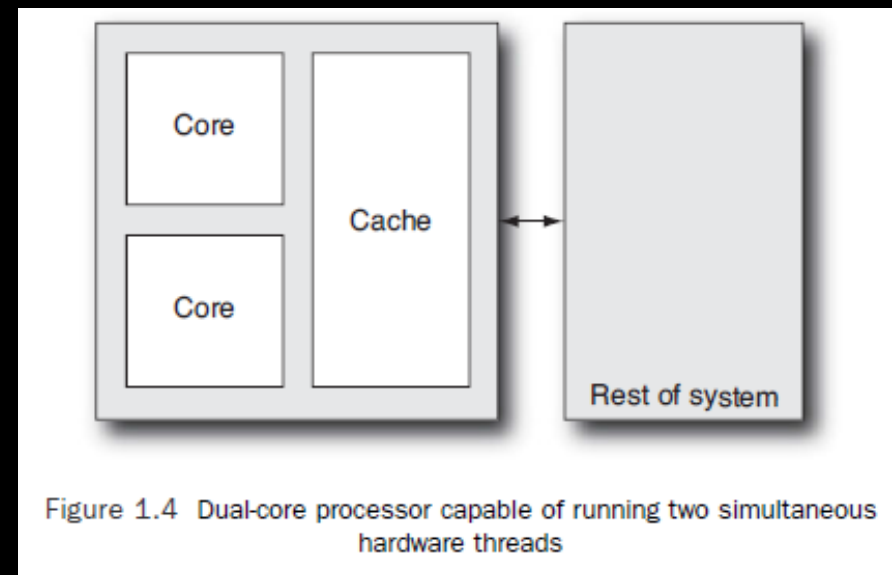 Core
Cache
Core
Rest of system
Figure 1.4 Dual-core processor capable of running two simultaneous
hardware threads